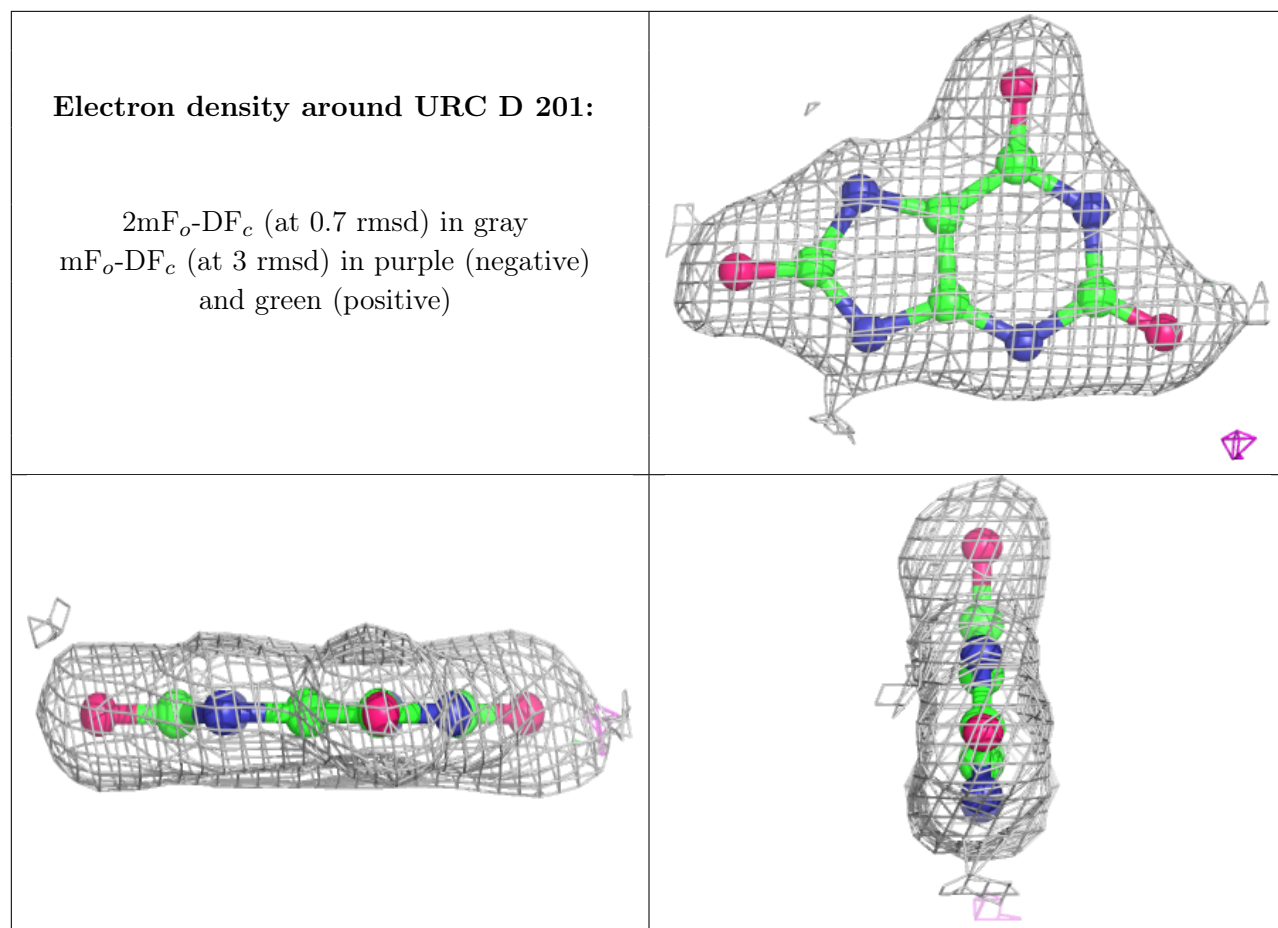 Electron density around URC D 201:
2mFo-DFc (at 0.7 rmsd) in gray
mFo-DFc (at 3 rmsd) in purple (negative)
and green (positive)